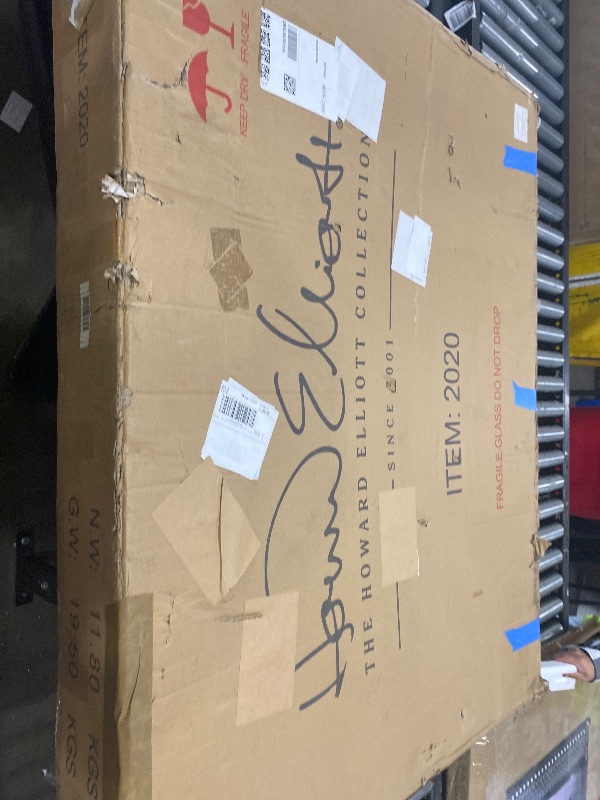 Howard Elliott
THE HOWARD ELLIOTT COLLECTION
SINCE 2001
ITEM: 2020
FRAGILE.GLASS DO NOT DROP
KEEP DRY FRAGILE
ITEM: 2020
N.W: 11.80 KGS
G.W: 19.50 KGS